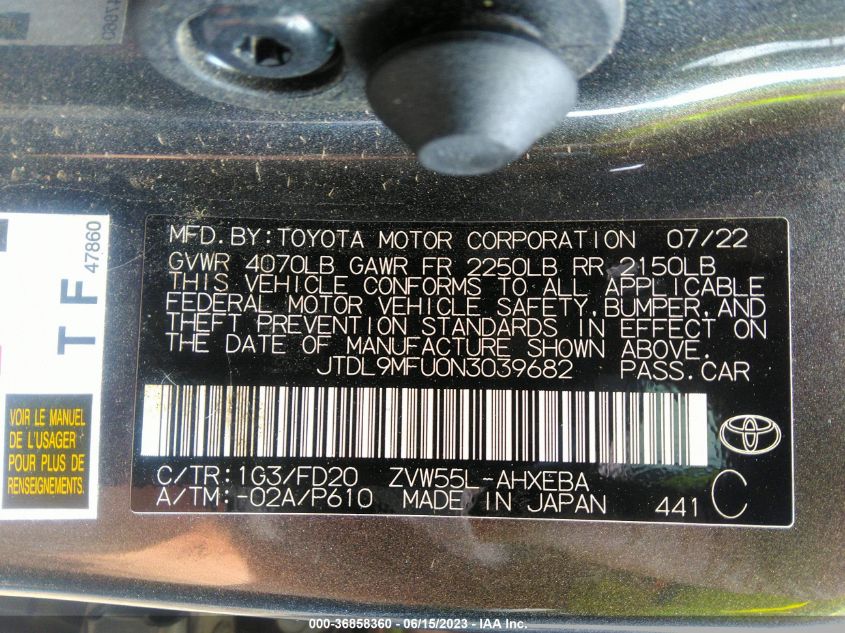 MFD.BY:TOYOTA MOTOR CORPORATION 07/22
GVWR 4070LB GAWR FR 2250LB RR 2150LB
THIS VEHICLE CONFORMS TO ALL APPLICABLE
FEDERAL MOTOR VEHICLE SAFETY,BUMPER,AND
THEFT PREVENTION STANDARDS IN EFFECT ON
THE DATE OF MANUFACTURE SHOWN ABOVE.
JTDL9MFU0N3039682 PASS.CAR
C/TR:1G3/FD20 ZVW55L-AHXEBA
A/TM:-02A/P610 MADE IN JAPAN 441 C
TF
47860
VOIR LE MANUEL
DE L'USAGER
POUR PLUS DE
RENSEIGNEMENTS
000-36858360 - 06/15/2023 - IAA Inc.